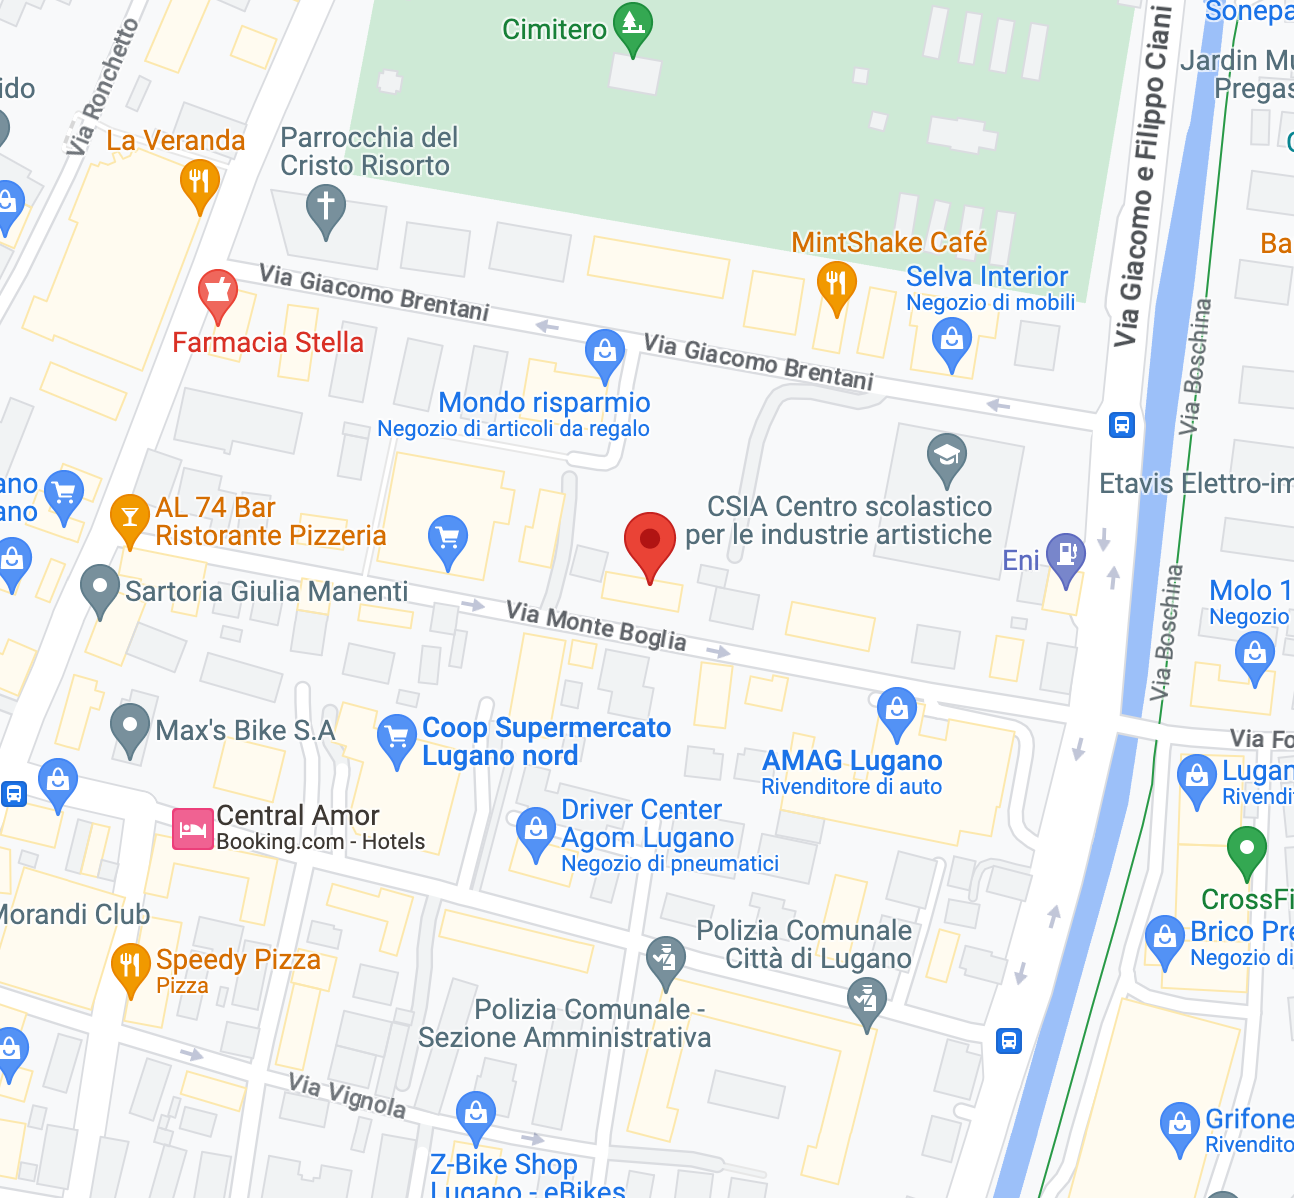 Sonepa
Cimitero
Via Ronchetto
Via Giacomo e Filippo Ciani
Jardin Mu
Pregas
ido
La Veranda
Parrocchia del
Cristo Risorto
MintShake Café
Ba
Selva Interior
Negozio di mobili
Via Giacomo Brentani
Farmacia Stella
Via Giacomo Brentani
Via Boschina
Mondo risparmio
Negozio di articoli da regalo
ano
ano
Etavis Elettro-im
AL 74 Bar
Ristorante Pizzeria
CSIA Centro scolastico
per le industrie artistiche
Eni
Sartoria Giulia Manenti
Molo 1
Negozio
Via Monte Boglia
Via Boschina
Max's Bike S.A
Coop Supermercato
Lugano nord
Via Fo
AMAG Lugano
Rivenditore di auto
Lugan
Rivendi
Central Amor
Booking.com - Hotels
Driver Center
Agom Lugano
Negozio di pneumatici
CrossFi
Morandi Club
Polizia Comunale
Città di Lugano
Brico Pre
Negozio di
Speedy Pizza
Pizza
Polizia Comunale -
Sezione Amministrativa
Via Vignola
Grifone
Rivendito
Z-Bike Shop
Lugano - eBikes